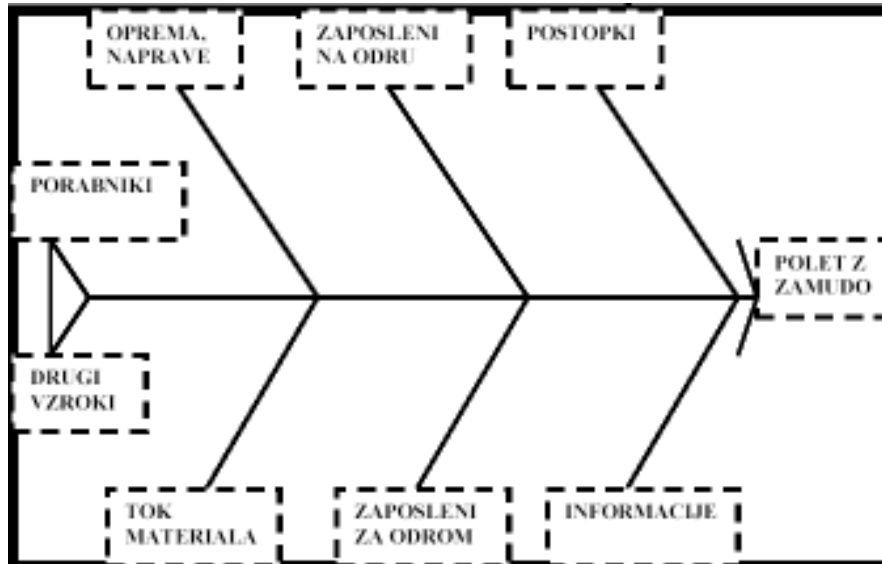 OPREMA,
NAPRAVE
ZAPOSLENI
NA ODRU
POSTOPKI
PORABNIKI
POLET Z
ZAMUDO
DRUGI
VZROKI
TOK
MATERIALA
ZAPOSLENI
ZA ODROM
INFORMACIJE